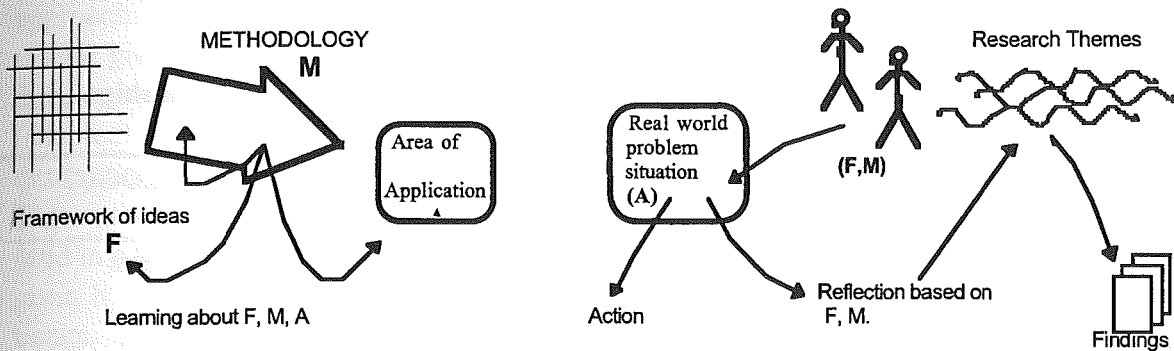 METHODOLOGY
M
Framework of ideas
F
Area of
Application
Learning about F, M, A
Real world
problem
situation
(A)
(F,M)
Research Themes
Action
Reflection based on
F, M.
Findings